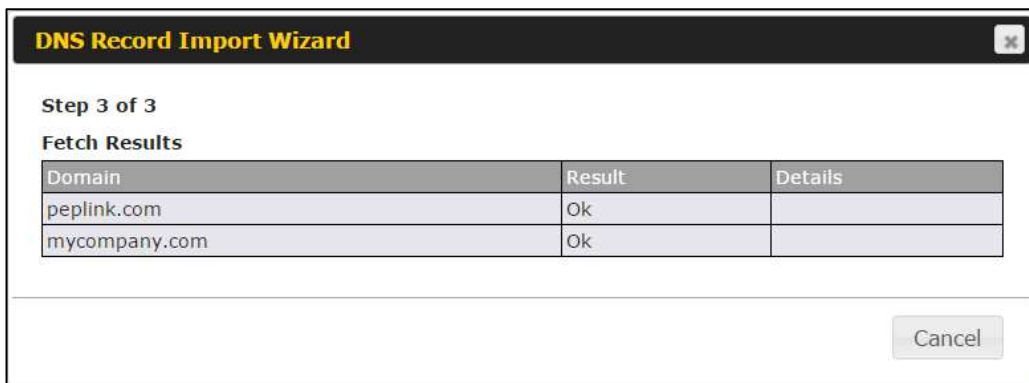 DNS Record Import Wizard
Step 3 of 3
Fetch Results
Domain Result Details
peplink.com Ok
mycompany.com Ok
Cancel